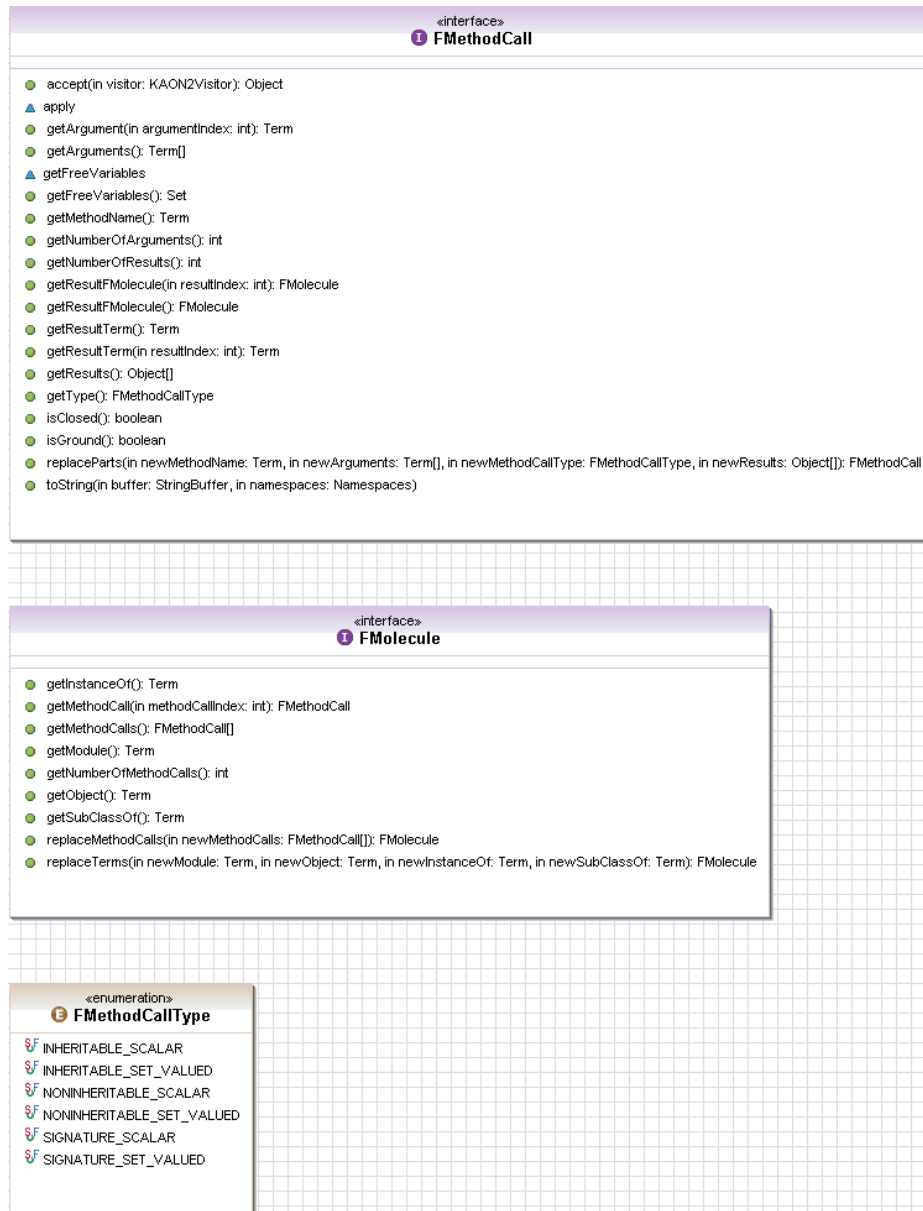 «interface»
FMethodCall
accept(in visitor: KAON2Visitor): Object
apply
getArgument(in argumentIndex: int): Term
getArguments(): Term[]
getFreeVariables
getFreeVariables(): Set
getMethodName(): Term
getNumberOfArguments(): int
getNumberOfResults(): int
getResultFMolecule(in resultIndex: int): FMolecule
getResultFMolecule(): FMolecule
getResultTerm(): Term
getResultTerm(in resultIndex: int): Term
getResults(): Object[]
getType(): FMethodCallType
isClosed(): boolean
isGround(): boolean
replaceParts(in newMethodName: Term, in newArguments: Term[], in newMethodCallType: FMethodCallType, in newResults: Object[]): FMethodCall
toString(in buffer: StringBuffer, in namespaces: Namespaces)
«interface»
FMolecule
getInstanceOf(): Term
getMethodCall(in methodCallIndex: int): FMethodCall
getMethodCalls(): FMethodCall[]
getModule(): Term
getNumberOfMethodCalls(): int
getObject(): Term
getSubClassOf(): Term
replaceMethodCalls(in newMethodCalls: FMethodCall[]): FMolecule
replaceTerms(in newModule: Term, in newObject: Term, in newInstanceOf: Term, in newSubClassOf: Term): FMolecule
«enumeration»
FMethodCallType
INHERITABLE_SCALAR
INHERITABLE_SET_VALUED
NONINHERITABLE_SCALAR
NONINHERITABLE_SET_VALUED
SIGNATURE_SCALAR
SIGNATURE_SET_VALUED